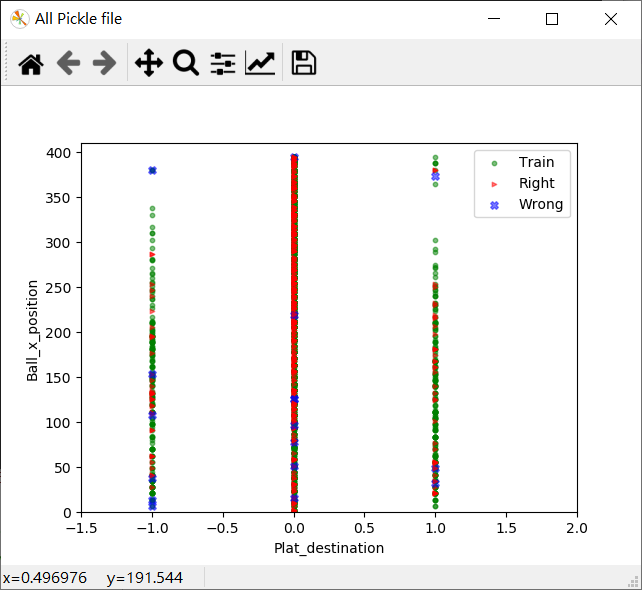 All Pickle file
400
350
300
250
200
150
100
50
0
Ball_x_position
Train
Right
Wrong
−1.5 −1.0 −0.5 0.0 0.5 1.0 1.5 2.0
Plat_destination
x=0.496976 y=191.544